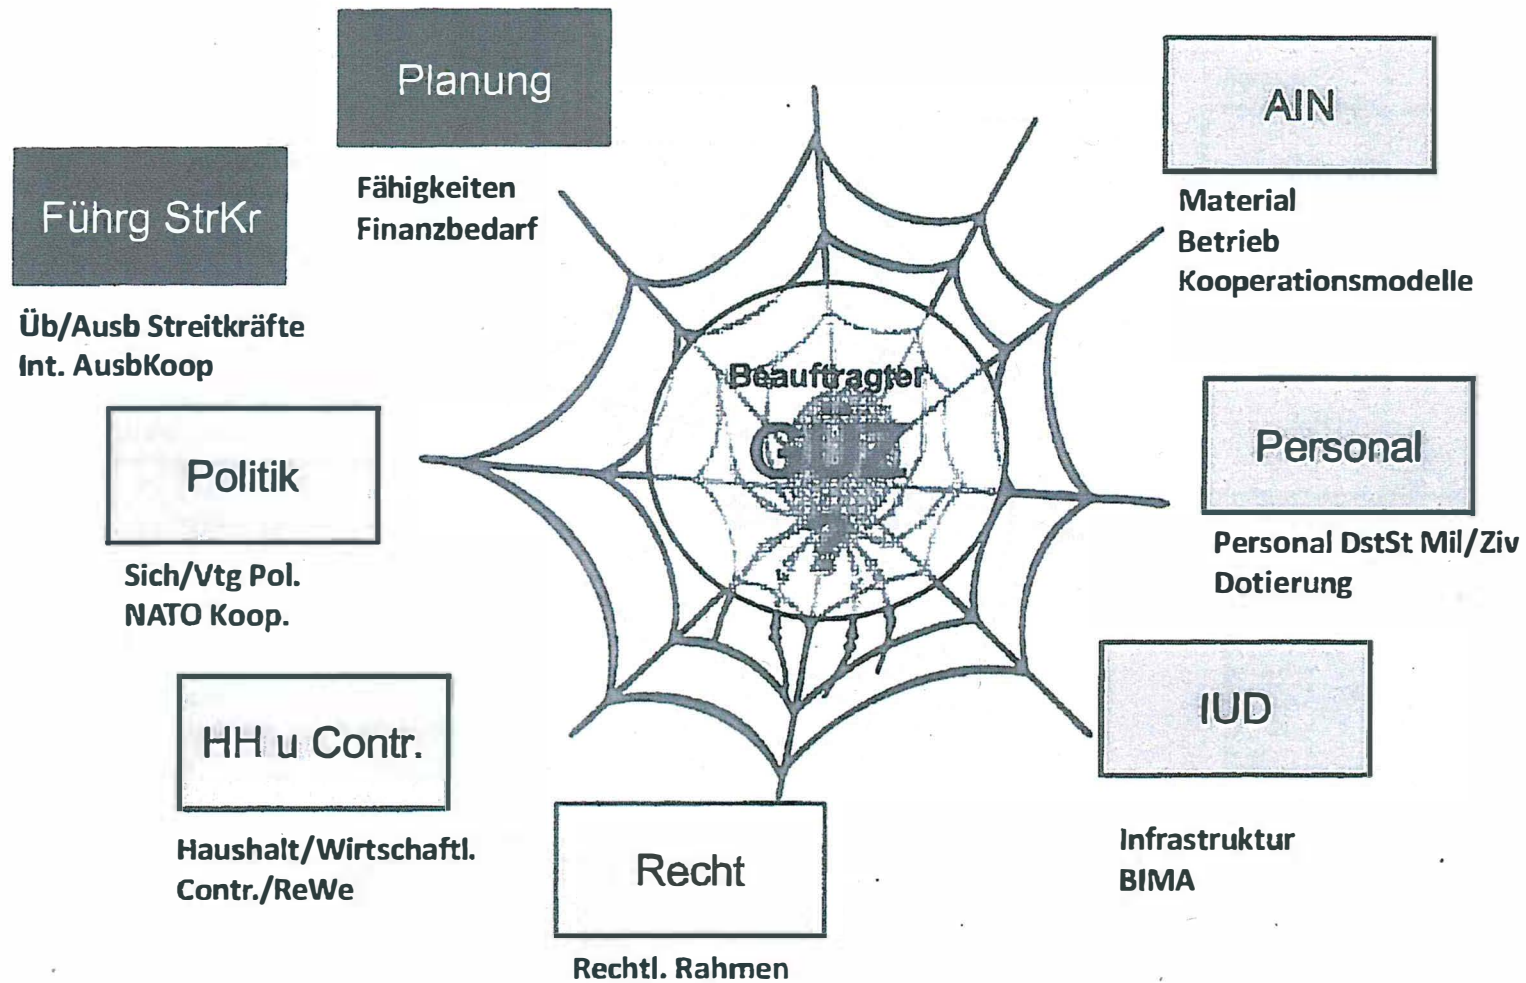 Planung
Fähigkeiten
Finanzbedarf
AIN
Material
Betrieb
Kooperationsmodelle
Führg StrKr
Üb/Ausb Streitkräfte
Int. AusbKoop
Beauftragter
GÜZ
?
Politik
Sich/Vtg Pol.
NATO Koop.
Personal
Personal DstSt Mil/Ziv
Dotierung
HH u Contr.
Haushalt/Wirtschaftl.
Contr./ReWe
IUD
Infrastruktur
BIMA
Recht
Rechtl. Rahmen